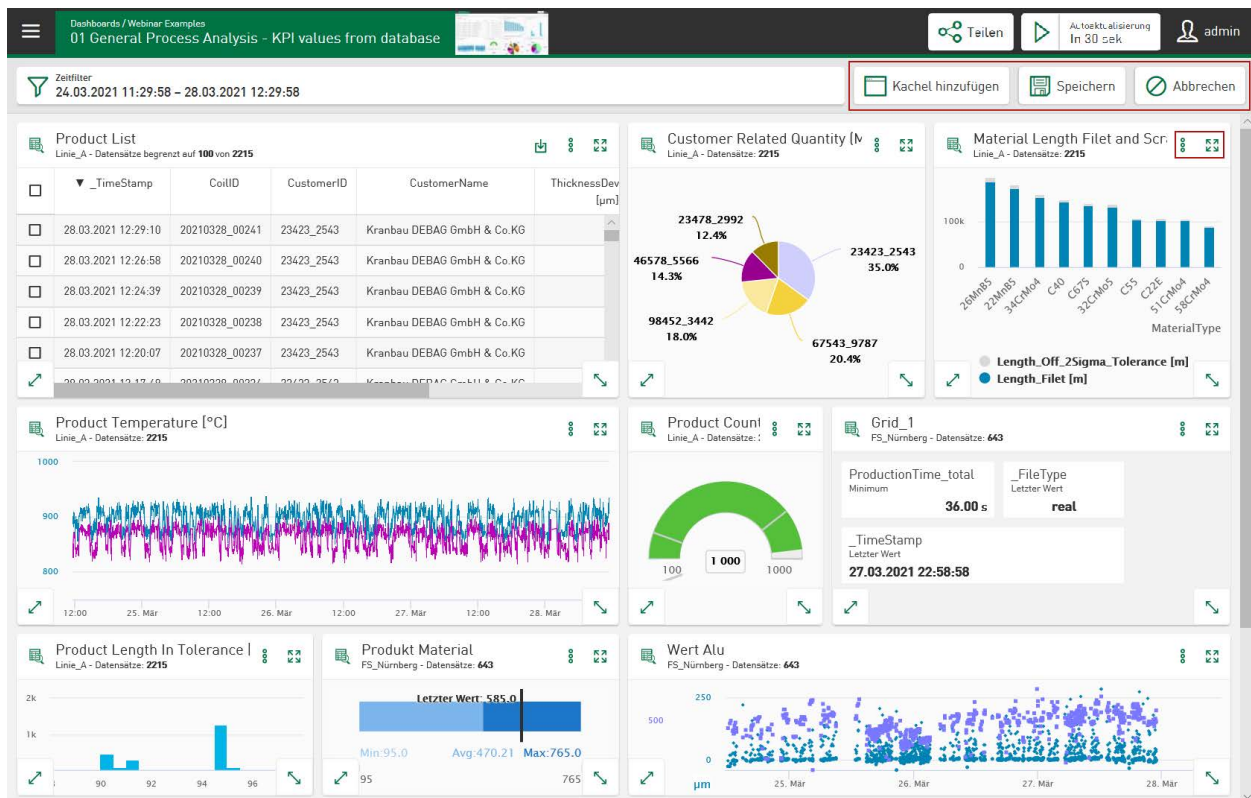 Dashboards / Webinar Examples
01 General Process Analysis - KPI values from database
Teilen
Autoaktualisierung
In 30 sek
admin
Zeitfilter
24.03.2021 11:29:58 – 28.03.2021 12:29:58
Kachel hinzufügen
Speichern
Abbrechen
Product List
Linie_A - Datensätze begrenzt auf 100 von 2215
▼ _TimeStamp CoilID CustomerID CustomerName ThicknessDev
[µm]
28.03.2021 12:29:10 20210328_00241 23423_2543 Kranbau DEBAG GmbH & Co.KG
28.03.2021 12:26:58 20210328_00240 23423_2543 Kranbau DEBAG GmbH & Co.KG
28.03.2021 12:24:39 20210328_00239 23423_2543 Kranbau DEBAG GmbH & Co.KG
28.03.2021 12:22:23 20210328_00238 23423_2543 Kranbau DEBAG GmbH & Co.KG
28.03.2021 12:20:07 20210328_00237 23423_2543 Kranbau DEBAG GmbH & Co.KG
Customer Related Quantity [M
Linie_A - Datensätze: 2215
23478_2992
12.4%
46578_5566
14.3%
23423_2543
35.0%
98452_3442
18.0%
67543_9787
20.4%
Material Length Filet and Scr
Linie_A - Datensätze: 2215
100k
0
26MnB5 22MnB5 34CrMo4 C40 C67S 32CrMo5 C55 C22E 51CrMo4 58CrMo4
MaterialType
Length_Off_2Sigma_Tolerance [m]
Length_Filet [m]
Product Temperature [°C]
Linie_A - Datensätze: 2215
1000
900
800
12:00 25. Mär 12:00 26. Mär 12:00 27. Mär 12:00 28. Mär
Product Count
Linie_A - Datensätze:
1 000
100 1000
Grid_1
FS_Nürnberg - Datensätze: 643
ProductionTime_total
Minimum
36.00 s
_FileType
Letzter Wert
real
_TimeStamp
Letzter Wert
27.03.2021 22:58:58
Product Length In Tolerance
Linie_A - Datensätze: 2215
2k
1k
90 92 94 96
Produkt Material
FS_Nürnberg - Datensätze: 643
Letzter Wert: 585.0
Min:95.0 Avg:470.21 Max:765.0
95 765
Wert Alu
FS_Nürnberg - Datensätze: 643
250
500
0
µm 25. Mär 26. Mär 27. Mär 28. Mär